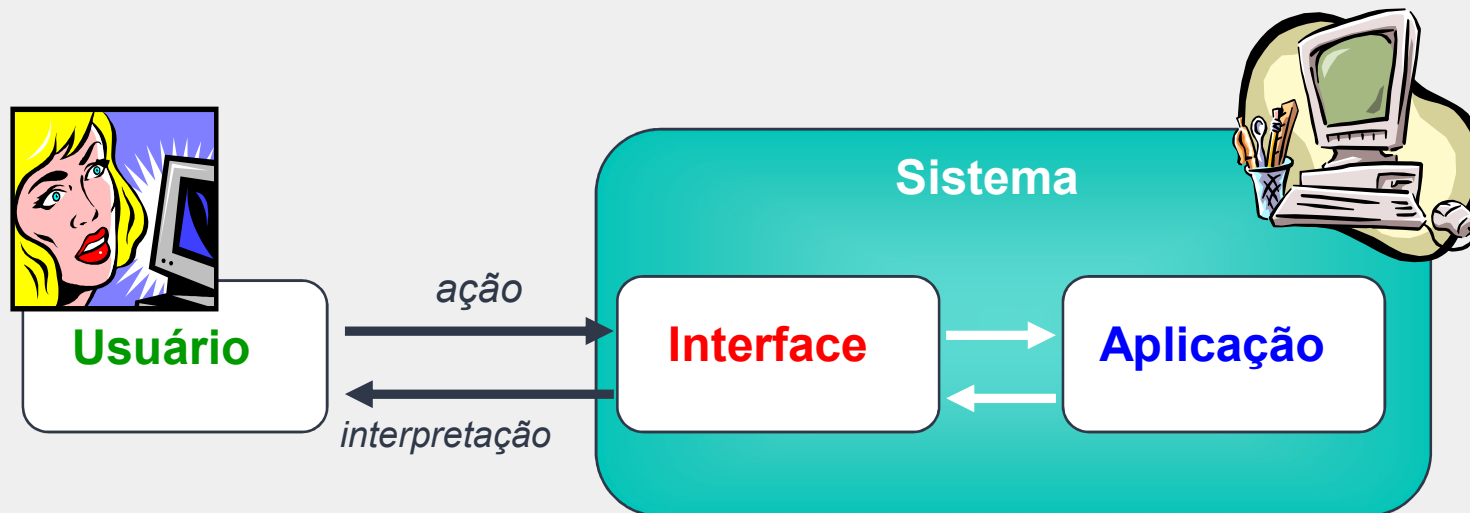 Sistema
ação
Usuário
Interface
Aplicação
interpretação